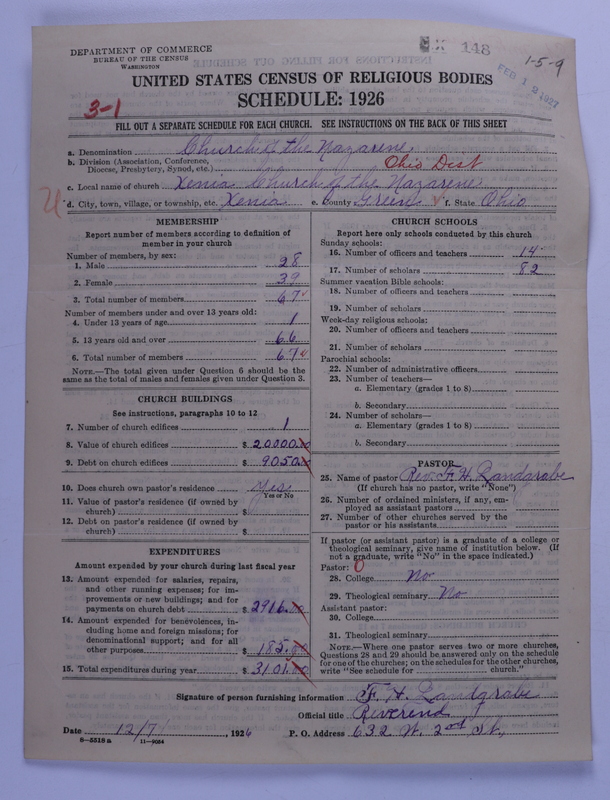 DEPARTMENT OF COMMERCE
BUREAU OF THE CENSUS
WASHINGTON
148
1-5-9
FEB 12 1927
UNITED STATES CENSUS OF RELIGIOUS BODIES
SCHEDULE: 1926
3-1
FILL OUT A SEPARATE SCHEDULE FOR EACH CHURCH. SEE INSTRUCTIONS ON THE BACK OF THIS SHEET
a. Denomination Church of the Nazarene
b. Division (Association, Conference, Diocese, Presbytery, Synod, etc.) Ohio Dist
c. Local name of church Xenia Church of the Nazarene
U d. City, town, village, or township, etc. Xenia e. County Greene f. State Ohio
MEMBERSHIP
Report number of members according to definition of
member in your church
Number of members, by sex:
1. Male 28
2. Female 39
3. Total number of members 67
Number of members under and over 13 years old:
4. Under 13 years of age 1
5. 13 years old and over 66
6. Total number of members 67
NOTE.—The total given under Question 6 should be
same as the total of males and females given under Question 3.
CHURCH BUILDINGS
See instructions, paragraphs 10 to 12
7. Number of church edifices 1
8. Value of church edifices $ 20000.00
9. Debt on church edifices $ 9050.00
10. Does church own pastor's residence Yes
Yes or No
11. Value of pastor's residence (if owned by
church) $
12. Debt on pastor's residence (if owned by
church) $
EXPENDITURES
Amount expended by your church during last fiscal year
13. Amount expended for salaries, repairs,
and other running expenses; for im-
provements or new buildings; and for
payments on church debt $ 2916.00
14. Amount expended for benevolences, in-
cluding home and foreign missions; for
denominational support; and for all
other purposes $ 185.00
15. Total expenditures during year $ 3101.00
CHURCH SCHOOLS
Report here only schools conducted by this church
Sunday schools:
16. Number of officers and teachers 14
17. Number of scholars 82
Summer vacation Bible schools:
18. Number of officers and teachers
19. Number of scholars
Week-day religious schools:
20. Number of officers and teachers
21. Number of scholars
Parochial schools:
22. Number of administrative officers
23. Number of teachers—
a. Elementary (grades 1 to 8)
b. Secondary
24. Number of scholars—
a. Elementary (grades 1 to 8)
b. Secondary
PASTOR
25. Name of pastor Rev. F. H. Landgrabe
(If church has no pastor, write "None")
26. Number of ordained ministers, if any, em-
ployed as assistant pastors
27. Number of other churches served by the
pastor or his assistants
If pastor (or assistant pastor) is a graduate of a college or
theological seminary, give name of institution below. (If
not a graduate, write "No" in the space indicated.)
Pastor: 0
28. College No
29. Theological seminary No
Assistant pastor:
30. College
31. Theological seminary
NOTE.—Where one pastor serves two or more churches,
Questions 28 and 29 should be answered only on the schedule
for one of the churches; on the schedules for the other churches,
write "See schedule for church."
Signature of person furnishing information F. H. Landgrabe
Official title Reverend
Date 12/7, 1926 P. O. Address 632 W. 2nd St.,
8-5518 a 11-9054